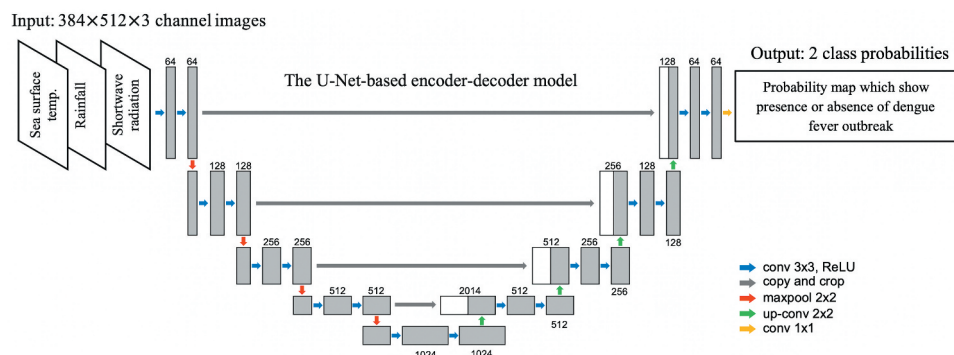 Input: 384×512×3 channel images
Sea surface
temp.
Rainfall
Shortwave
radiation
64
64
The U-Net-based encoder-decoder model
128
64
64
Output: 2 class probabilities
Probability map which show
presence or absence of dengue
fever outbreak
128
128
256
128
128
256
256
512
256
256
512
512
2014
512
512
1024
1024
conv 3x3, ReLU
copy and crop
maxpool 2x2
up-conv 2x2
conv 1x1